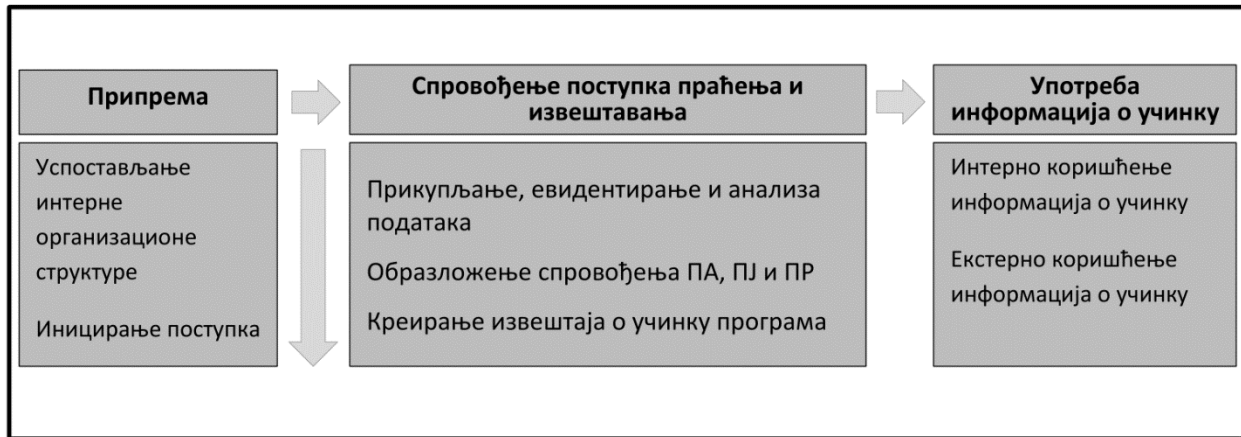 Припрема
Успостављање
интерне
организационе
структуре
Иницирање поступка
Спровођење поступка праћења и
извештавања
Прикупљање, евидентирање и анализа
података
Образложење спровођења ПА, ПЈ и ПР
Креирање извештаја о учинку програма
Употреба
информација о учинку
Интерно коришћење
информација о учинку
Екстерно коришћење
информација о учинку